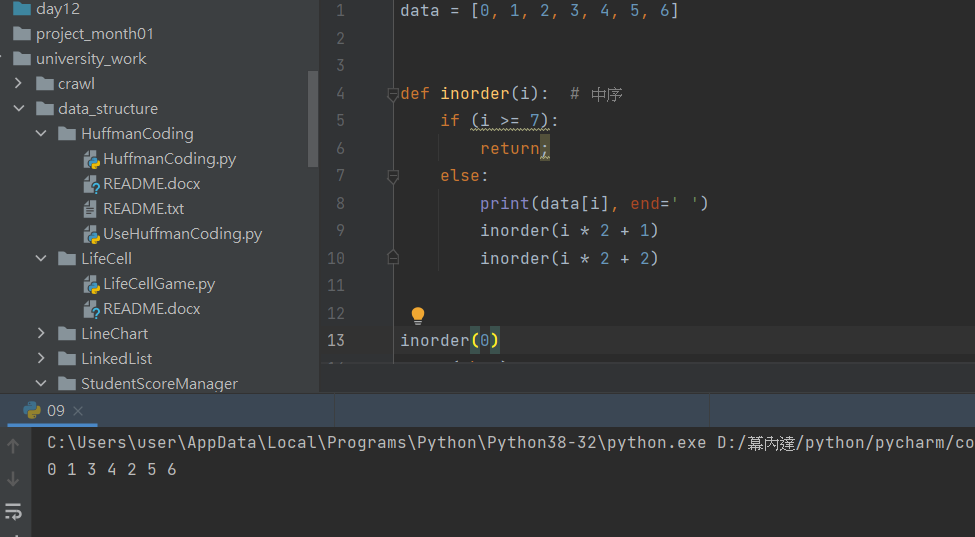 day12
project_month01
university_work
crawl
data_structure
HuffmanCoding
HuffmanCoding.py
README.docx
README.txt
UseHuffmanCoding.py
LifeCell
LifeCellGame.py
README.docx
LineChart
LinkedList
StudentScoreManager
1 data = [0, 1, 2, 3, 4, 5, 6]
2
3
4 def inorder(i):  # 中序
5     if (i >= 7):
6         return;
7     else:
8         print(data[i], end=' ')
9         inorder(i * 2 + 1)
10         inorder(i * 2 + 2)
11
12
13 inorder(0)
09
C:\Users\user\AppData\Local\Programs\Python\Python38-32\python.exe D:/幕內達/python/pycharm/co
0 1 3 4 2 5 6